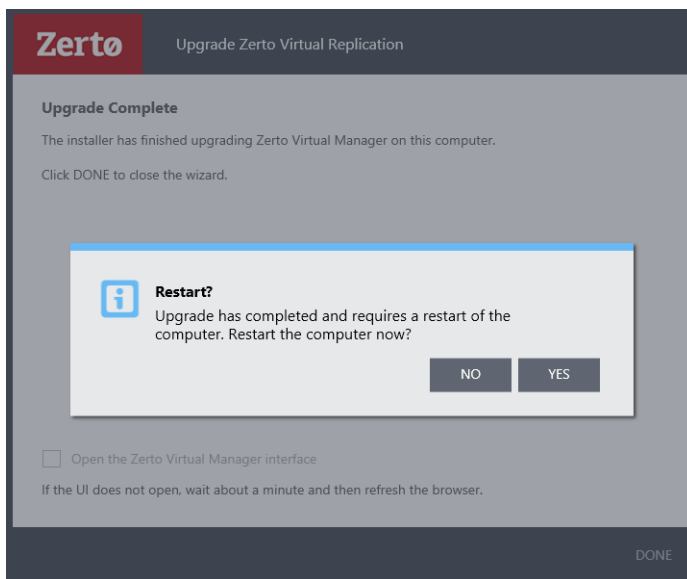 Zertø
Upgrade Zerto Virtual Replication
Upgrade Complete
The installer has finished upgrading Zerto Virtual Manager on this computer.
Click DONE to close the wizard.
Restart?
Upgrade has completed and requires a restart of the
computer. Restart the computer now?
NO
YES
Open the Zerto Virtual Manager interface
If the UI does not open, wait about a minute and then refresh the browser.
DONE